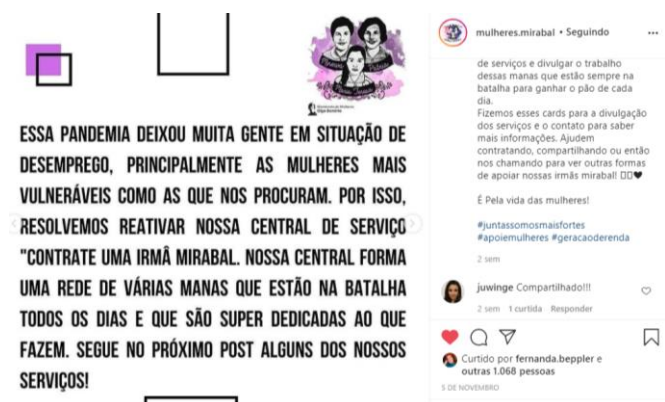 ESSA PANDEMIA DEIXOU MUITA GENTE EM SITUAÇÃO DE
DESEMPREGO, PRINCIPALMENTE AS MULHERES MAIS
VULNERÁVEIS COMO AS QUE NOS PROCURAM. POR ISSO,
RESOLVEMOS REATIVAR NOSSA CENTRAL DE SERVIÇO
"CONTRATE UMA IRMÃ MIRABAL. NOSSA CENTRAL FORMA
UMA REDE DE VÁRIAS MANAS QUE ESTÃO NA BATALHA
TODOS OS DIAS E QUE SÃO SUPER DEDICADAS AO QUE
FAZEM. SEGUE NO PRÓXIMO POST ALGUNS DOS NOSSOS
SERVIÇOS!
mulheres.mirabal • Seguindo
de serviços e divulgar o trabalho
dessas manas que estão sempre na
batalha para ganhar o pão de cada
dia.
Fizemos esses cards para a divulgação
dos serviços e o contato para saber
mais informações. Ajudem
contratando, compartilhando ou então
nos chamando para ver outras formas
de apoiar nossas irmãs mirabal! 🖤
É Pela vida das mulheres!
#juntassomosmaisfortes
#apoiemulheres #geracaoderenda
2 sem
juwinge Compartilhado!!!
2 sem 1 curtida Responder
Curtido por fernanda.beppler e
outras 1.068 pessoas
5 DE NOVEMBRO